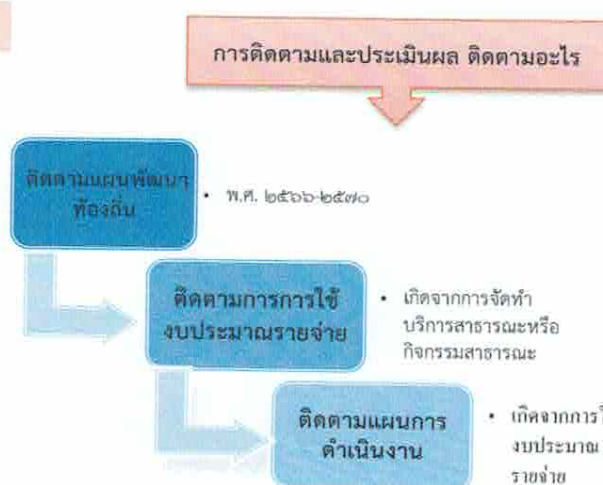 การติดตามและประเมินผล ติดตามอะไร
ติดตามแผนพัฒนา
ท้องถิ่น
• พ.ศ. ๒๕๖๖-๒๕๗๐
ติดตามการการใช้
งบประมาณรายจ่าย
• เกิดจากการจัดทำ
บริการสาธารณะหรือ
กิจกรรมสาธารณะ
ติดตามแผนการ
ดำเนินงาน
• เกิดจากการ
งบประมาณ
รายจ่าย